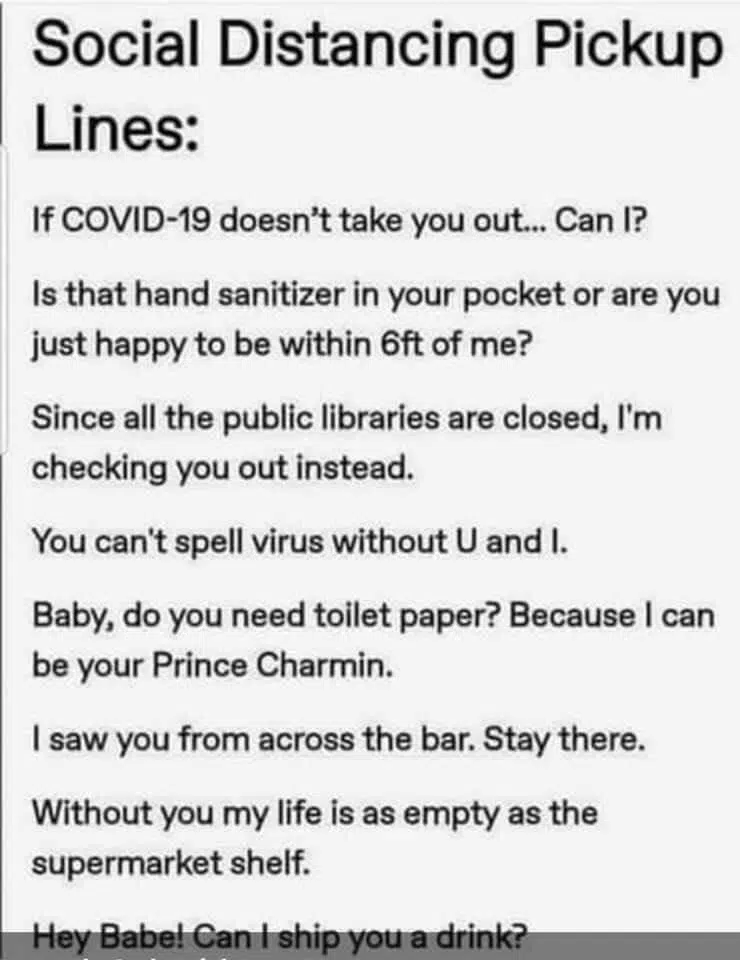 Social Distancing Pickup
Lines:
If COVID-19 doesn't take you out... Can I?
Is that hand sanitizer in your pocket or are you
just happy to be within 6ft of me?
Since all the public libraries are closed, I'm
checking you out instead.
You can't spell virus without U and I.
Baby, do you need toilet paper? Because I can
be your Prince Charmin.
I saw you from across the bar. Stay there.
Without you my life is as empty as the
supermarket shelf.
Hey Babe! Can I ship you a drink?